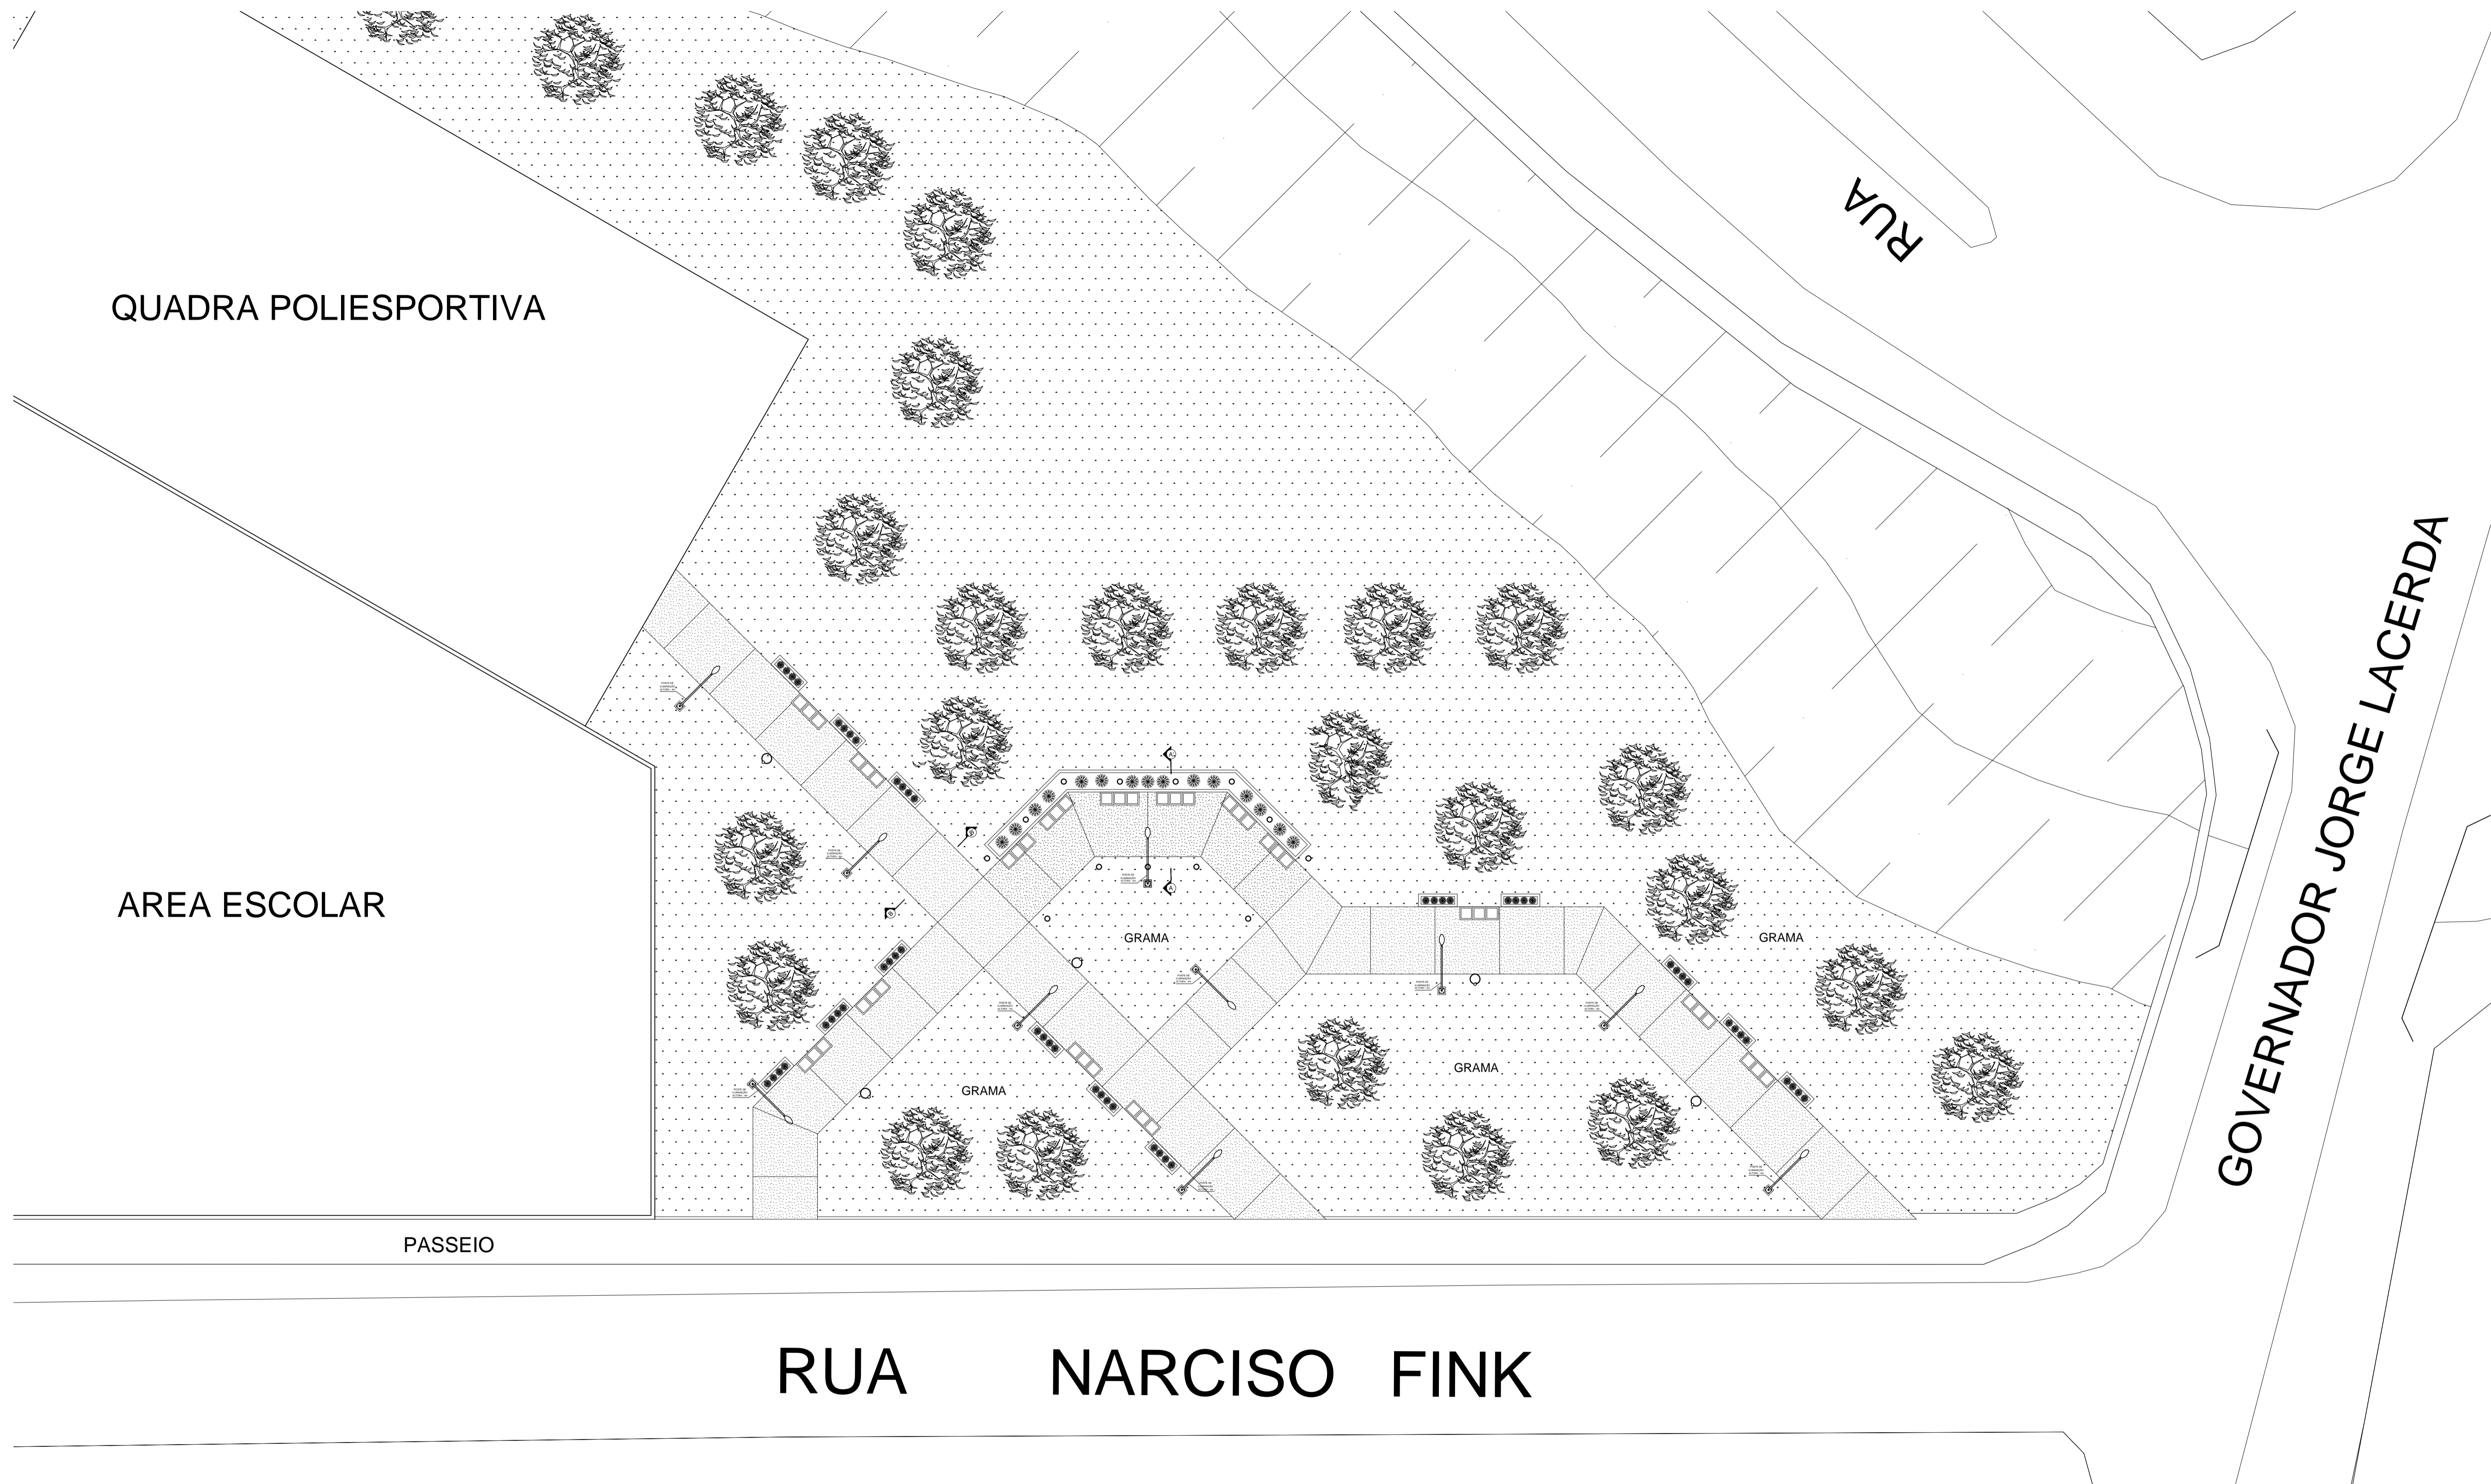 RUA
QUADRA POLIESPORTIVA
GOVERNADOR JORGE LACERDA
AREA ESCOLAR
GRAMA
GRAMA
GRAMA
GRAMA
PASSEIO
RUA NARCISO FINK